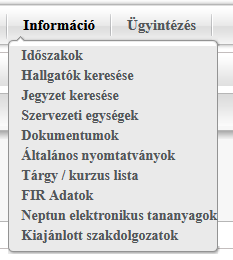 Információ Ügyintézés
Időszakok
Hallgatók keresése
Jegyzet keresése
Szervezeti egységek
Dokumentumok
Általános nyomtatványok
Tárgy / kurzus lista
FIR Adatok
Neptun elektronikus tananyagok
Kiajánlott szakdolgozatok